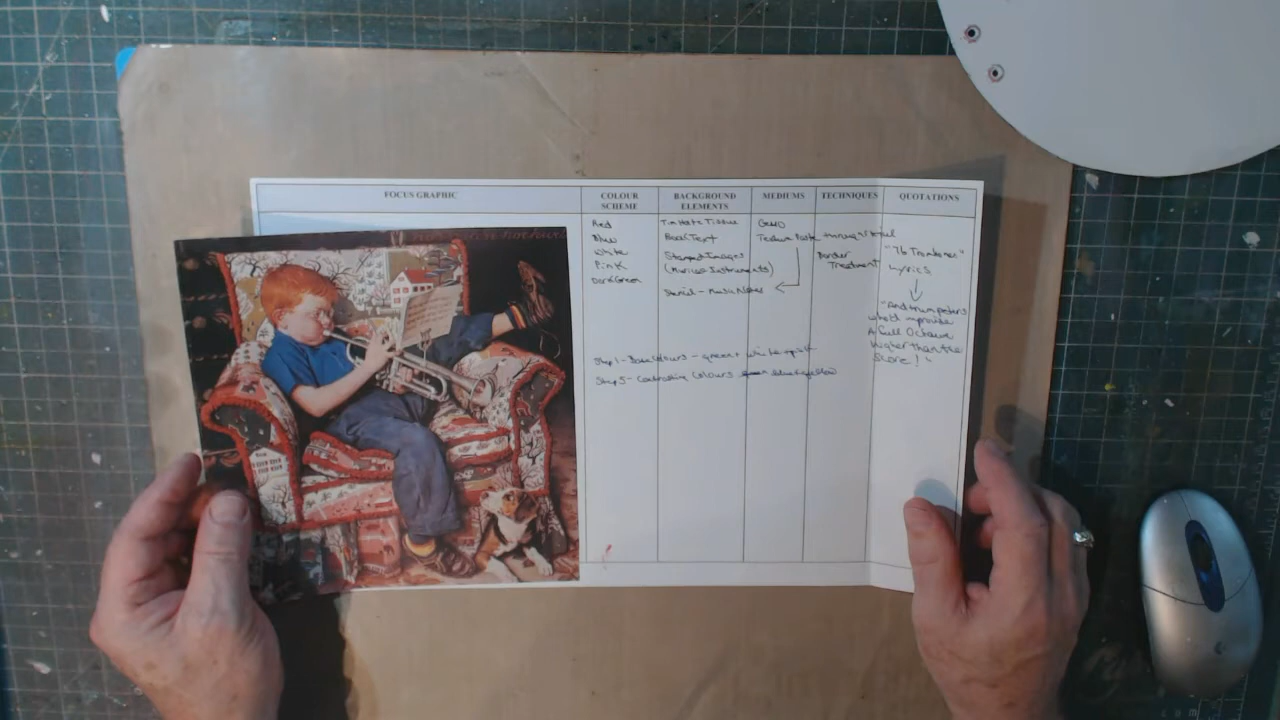 FOCUS GRAPHIC
COLOUR SCHEME
BACKGROUND ELEMENTS
MEDIUMS
TECHNIQUES
QUOTATIONS
Red
Blue
White
Pink
Dark Green
Tim Holtz Tissue
Book Text
Stamped Images
(Musical Instruments)
Stencil - Music Notes
Gesso
Texture Paste through Stencil
Border
Treatment
"76 Trombones"
Lyrics
"And trumpeters
who'd improvise
A Full Octave
Higher than the
Score!"
Step 1 - Base Colours - green + white
Step 5 - Contrasting Colours